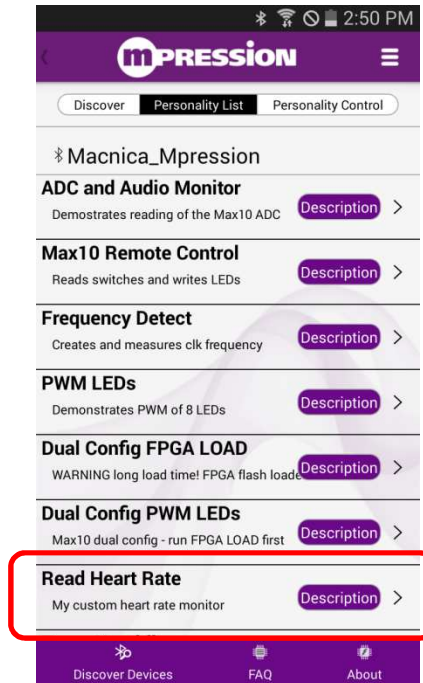 2:50 PM
mPRESSION
Discover
Personality List
Personality Control
Macnica_Mpression
ADC and Audio Monitor
Demostrates reading of the Max10 ADC
Description
Max10 Remote Control
Reads switches and writes LEDs
Description
Frequency Detect
Creates and measures clk frequency
Description
PWM LEDs
Demonstrates PWM of 8 LEDs
Description
Dual Config FPGA LOAD
WARNING long load time! FPGA flash loade
Description
Dual Config PWM LEDs
Max10 dual config - run FPGA LOAD first
Description
Read Heart Rate
My custom heart rate monitor
Description
Discover Devices
FAQ
About